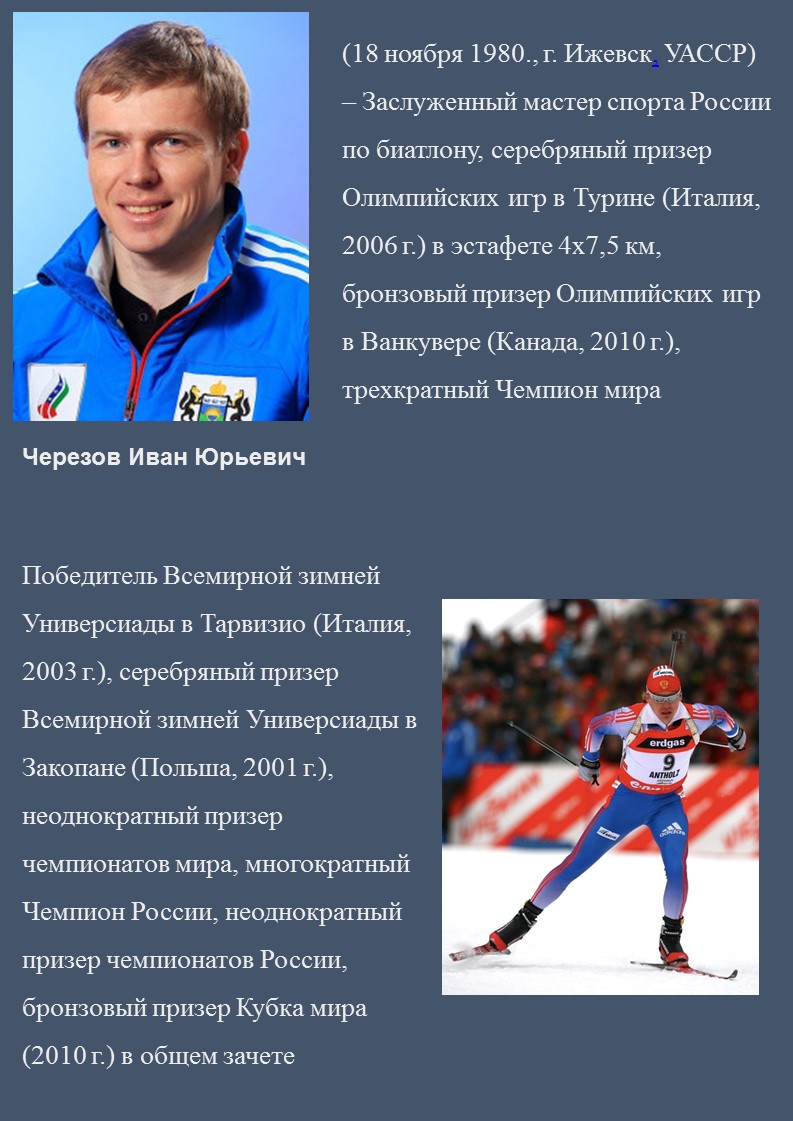 (18 ноября 1980., г. Ижевск, УАССР)
– Заслуженный мастер спорта России
по биатлону, серебряный призер
Олимпийских игр в Турине (Италия,
2006 г.) в эстафете 4х7,5 км,
бронзовый призер Олимпийских игр
в Ванкувере (Канада, 2010 г.),
трехкратный Чемпион мира
Черезов Иван Юрьевич
Победитель Всемирной зимней
Универсиады в Тарвизио (Италия,
2003 г.), серебряный призер
Всемирной зимней Универсиады в
Закопане (Польша, 2001 г.),
неоднократный призер
чемпионатов мира, многократный
Чемпион России, неоднократный
призер чемпионатов России,
бронзовый призер Кубка мира
(2010 г.) в общем зачете
erdgas
9
ANTHOLZ